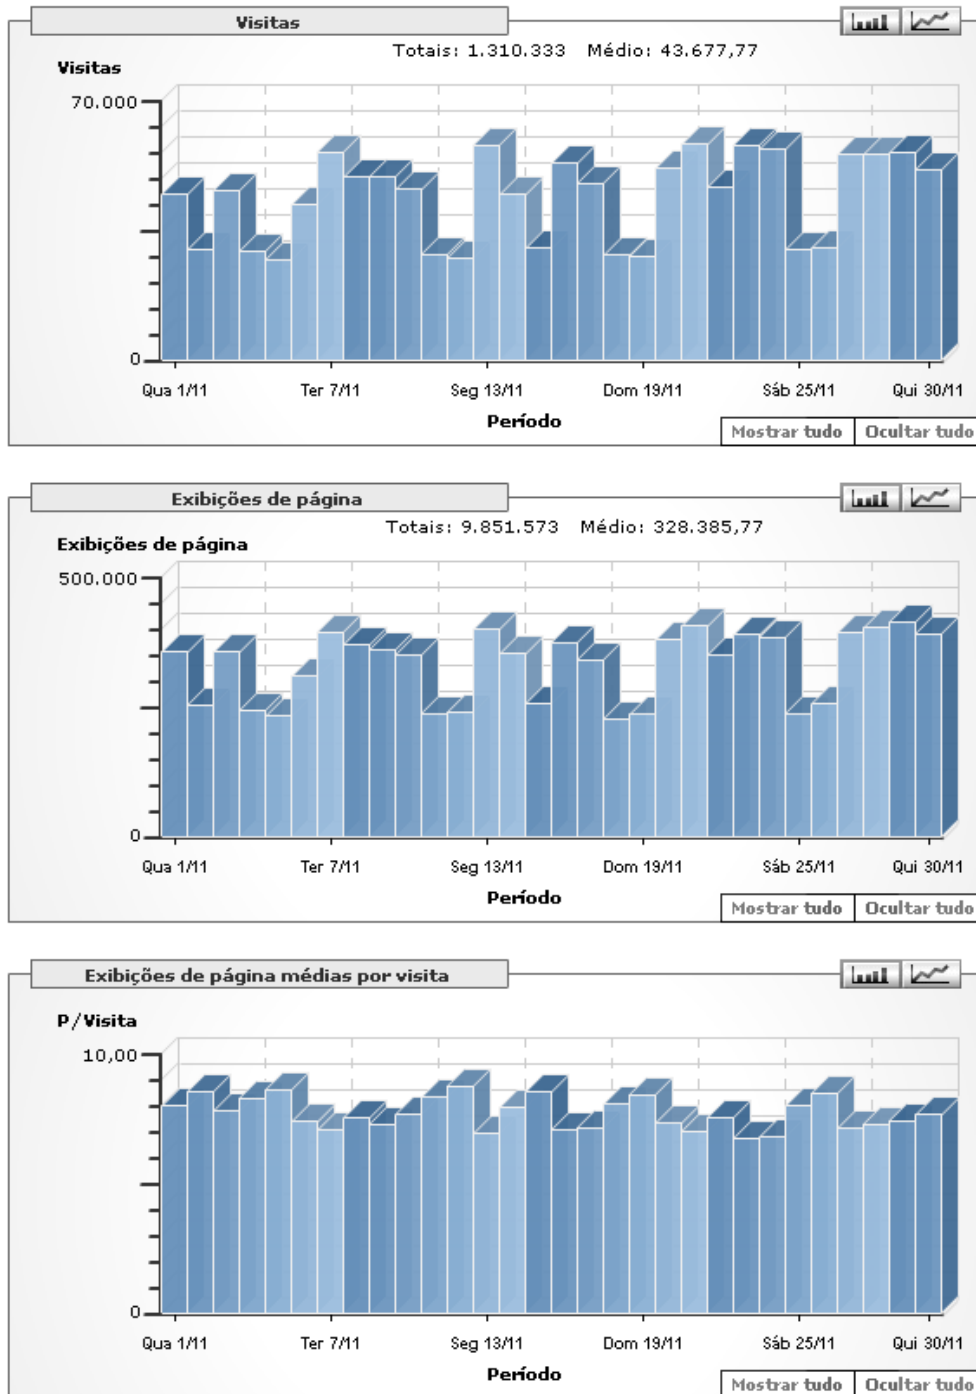 Visitas
Totais: 1.310.333 Médio: 43.677,77
Visitas
70.000
0
Qua 1/11 Ter 7/11 Seg 13/11 Dom 19/11 Sáb 25/11 Qui 30/11
Período
Mostrar tudo Ocultar tudo
Exibições de página
Totais: 9.851.573 Médio: 328.385,77
Exibições de página
500.000
0
Qua 1/11 Ter 7/11 Seg 13/11 Dom 19/11 Sáb 25/11 Qui 30/11
Período
Mostrar tudo Ocultar tudo
Exibições de página médias por visita
P/Visita
10,00
0
Qua 1/11 Ter 7/11 Seg 13/11 Dom 19/11 Sáb 25/11 Qui 30/11
Período
Mostrar tudo Ocultar tudo